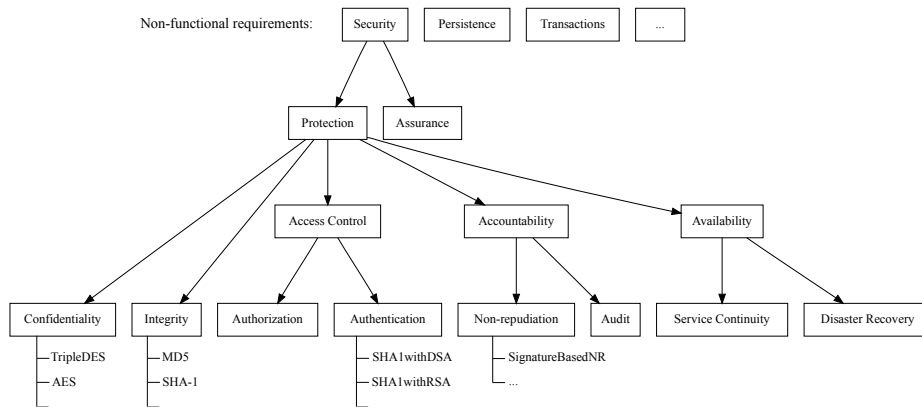 Non-functional requirements: Security Persistence Transactions ...
Protection Assurance
Access Control Accountability Availability
Confidentiality Integrity Authorization Authentication Non-repudiation Audit Service Continuity Disaster Recovery
TripleDES MD5 SHA1withDSA SignatureBasedNR
AES SHA-1 SHA1withRSA ...